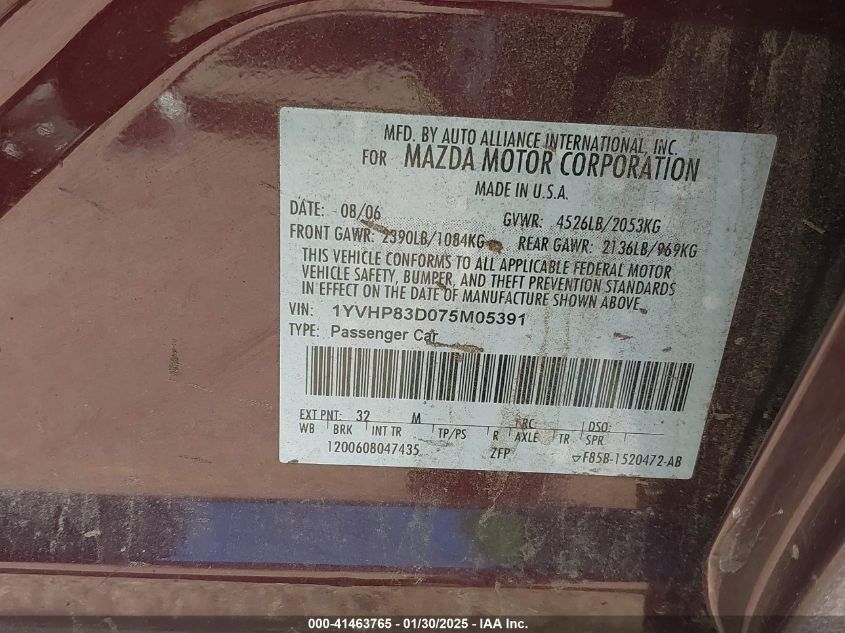 MFD. BY AUTO ALLIANCE INTERNATIONAL, INC.
FOR MAZDA MOTOR CORPORATION
MADE IN U.S.A.
DATE: 08/06 GVWR: 4526LB/2053KG
FRONT GAWR: 2390LB/1084KG REAR GAWR: 2136LB/969KG
THIS VEHICLE CONFORMS TO ALL APPLICABLE FEDERAL MOTOR
VEHICLE SAFETY, BUMPER, AND THEFT PREVENTION STANDARDS
IN EFFECT ON THE DATE OF MANUFACTURE SHOWN ABOVE.
VIN: 1YVHP83D075M05391
TYPE: Passenger Car
EXT PNT: 32 M RC: DSO:
WB BRK INT TR TP/PS R AXLE TR SPR
1200608047435 ZFP F85B-1520472-AB
000-41463765 - 01/30/2025 - IAA Inc.